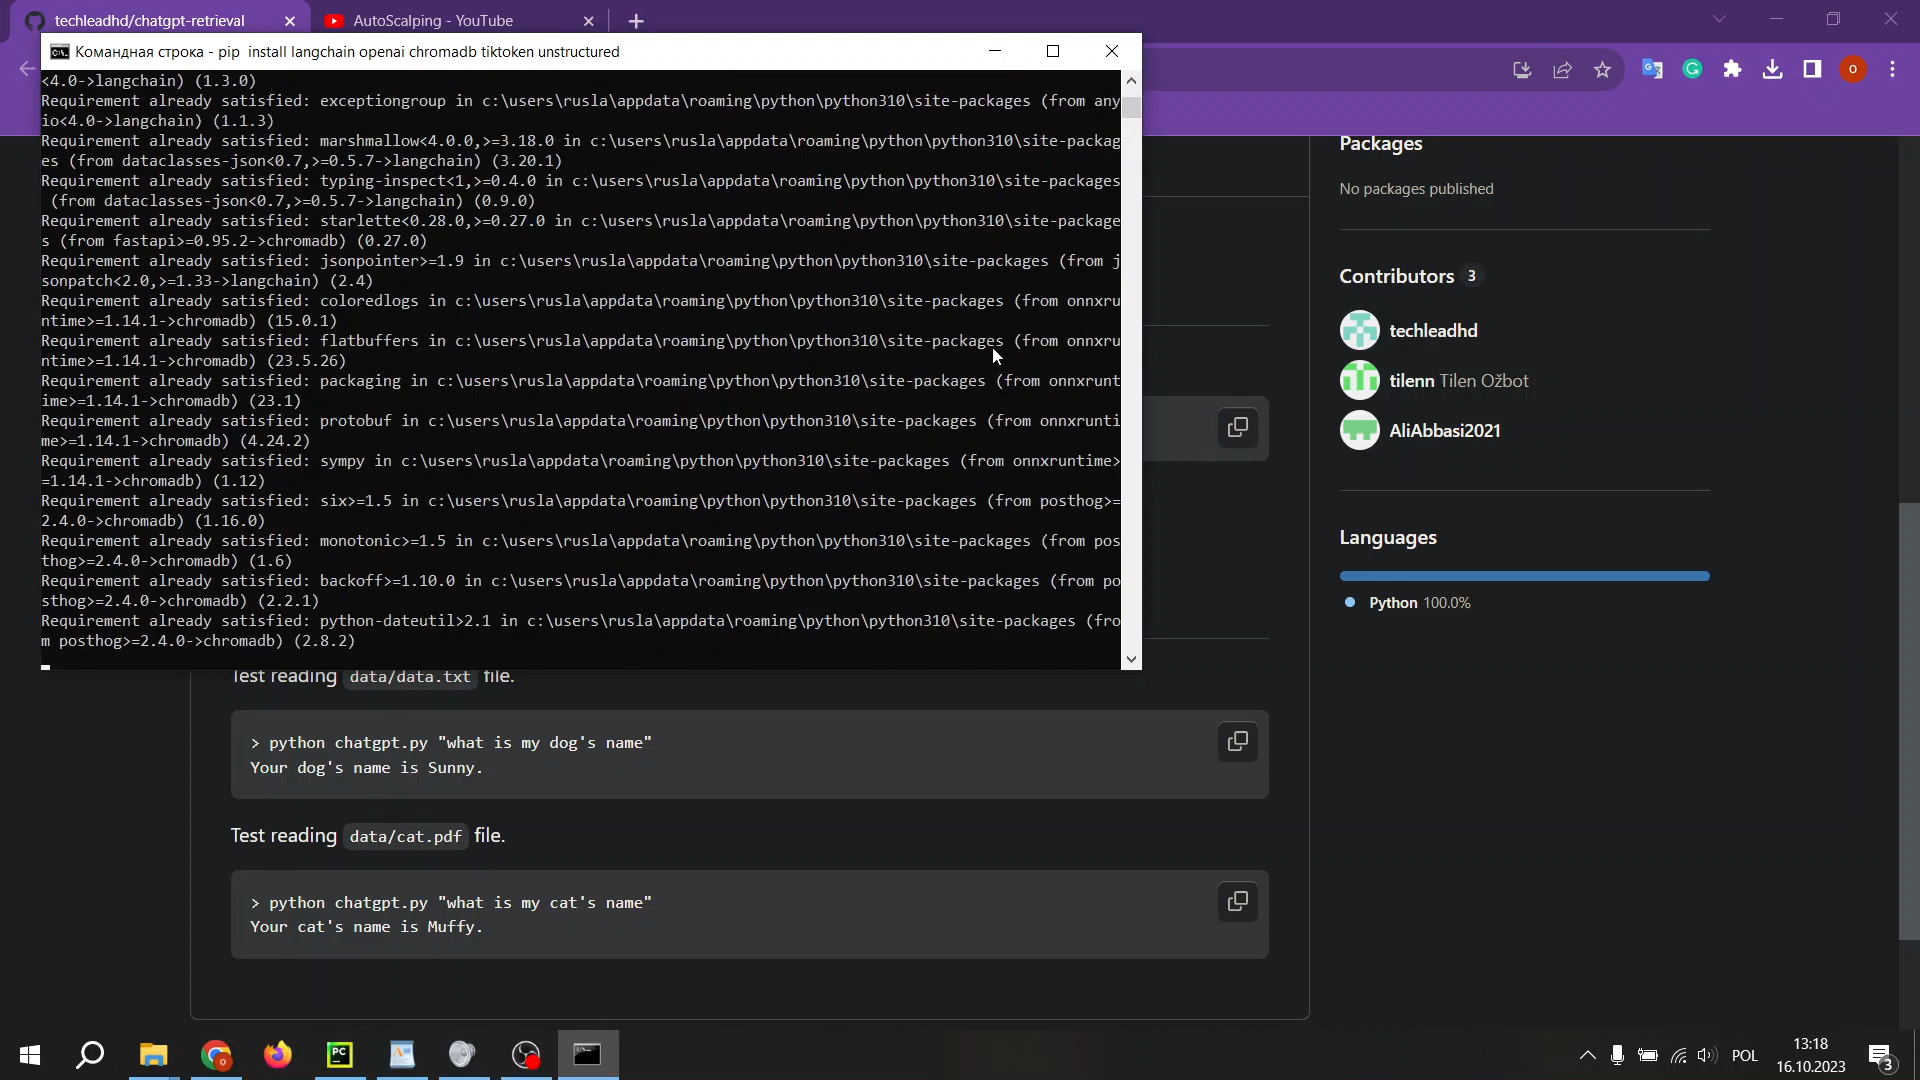 techleadhd/chatgpt-retrieval
AutoScalping - YouTube
Командная строка - pip  install langchain openai chromadb tiktoken unstructured
<4.0->langchain) (1.3.0)
Requirement already satisfied: exceptiongroup in c:\users\rusla\appdata\roaming\python\python310\site-packages (from any
io<4.0->langchain) (1.1.3)
Requirement already satisfied: marshmallow<4.0.0,>=3.18.0 in c:\users\rusla\appdata\roaming\python\python310\site-packag
es (from dataclasses-json<0.7,>=0.5.7->langchain) (3.20.1)
Requirement already satisfied: typing-inspect<1,>=0.4.0 in c:\users\rusla\appdata\roaming\python\python310\site-packages
 (from dataclasses-json<0.7,>=0.5.7->langchain) (0.9.0)
Requirement already satisfied: starlette<0.28.0,>=0.27.0 in c:\users\rusla\appdata\roaming\python\python310\site-package
s (from fastapi>=0.95.2->chromadb) (0.27.0)
Requirement already satisfied: jsonpointer>=1.9 in c:\users\rusla\appdata\roaming\python\python310\site-packages (from j
sonpatch<2.0,>=1.33->langchain) (2.4)
Requirement already satisfied: coloredlogs in c:\users\rusla\appdata\roaming\python\python310\site-packages (from onnxru
ntime>=1.14.1->chromadb) (15.0.1)
Requirement already satisfied: flatbuffers in c:\users\rusla\appdata\roaming\python\python310\site-packages (from onnxru
ntime>=1.14.1->chromadb) (23.5.26)
Requirement already satisfied: packaging in c:\users\rusla\appdata\roaming\python\python310\site-packages (from onnxrunt
ime>=1.14.1->chromadb) (23.1)
Requirement already satisfied: protobuf in c:\users\rusla\appdata\roaming\python\python310\site-packages (from onnxrunti
me>=1.14.1->chromadb) (4.24.2)
Requirement already satisfied: sympy in c:\users\rusla\appdata\roaming\python\python310\site-packages (from onnxruntime>
=1.14.1->chromadb) (1.12)
Requirement already satisfied: six>=1.5 in c:\users\rusla\appdata\roaming\python\python310\site-packages (from posthog>=
2.4.0->chromadb) (1.16.0)
Requirement already satisfied: monotonic>=1.5 in c:\users\rusla\appdata\roaming\python\python310\site-packages (from pos
thog>=2.4.0->chromadb) (1.6)
Requirement already satisfied: backoff>=1.10.0 in c:\users\rusla\appdata\roaming\python\python310\site-packages (from po
sthog>=2.4.0->chromadb) (2.2.1)
Requirement already satisfied: python-dateutil>2.1 in c:\users\rusla\appdata\roaming\python\python310\site-packages (fro
m posthog>=2.4.0->chromadb) (2.8.2)
Test reading data/data.txt file.
> python chatgpt.py "what is my dog's name"
Your dog's name is Sunny.
Test reading data/cat.pdf file.
> python chatgpt.py "what is my cat's name"
Your cat's name is Muffy.
Packages
No packages published
Contributors 3
techleadhd
tilenn Tilen Ožbot
AliAbbasi2021
Languages
Python 100.0%
POL
13:18
16.10.2023
3